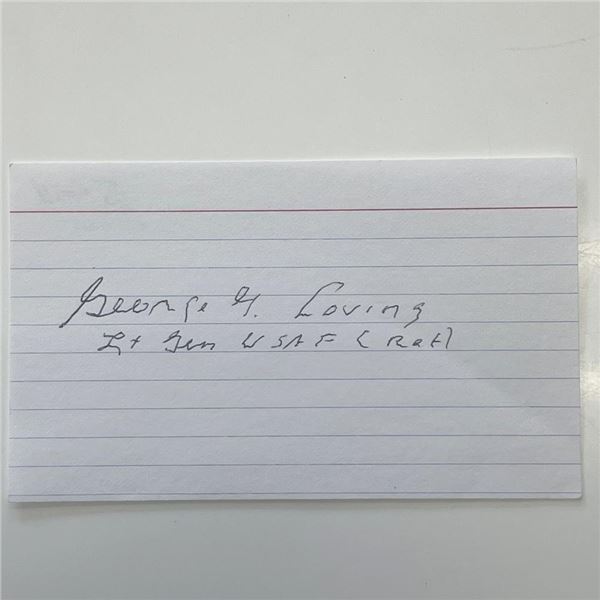 George G. Loving
Lt Gen USAF (Ret)